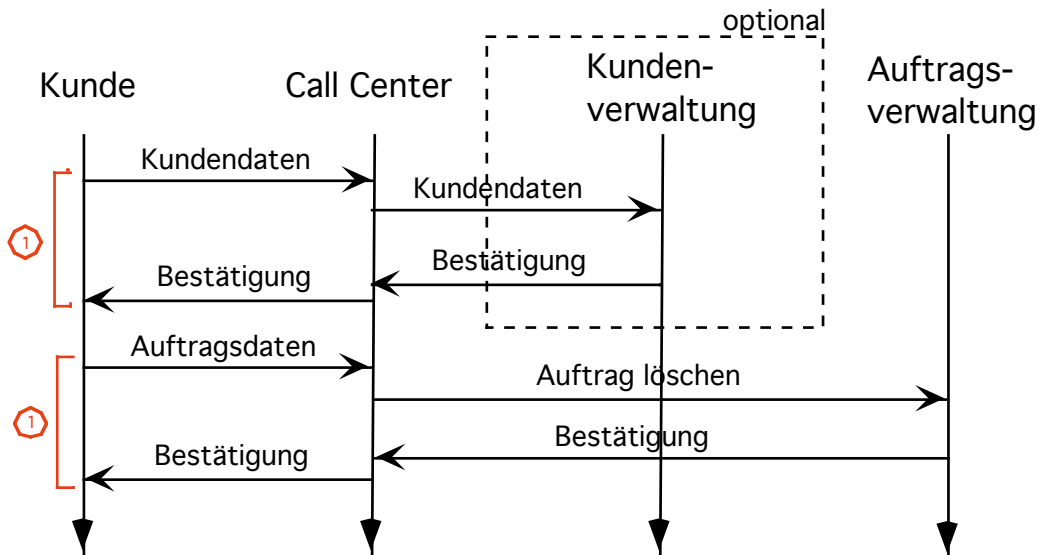 optional
Kunde
Call Center
Kunden-
verwaltung
Auftrags-
verwaltung
Kundendaten
Kundendaten
1
Bestätigung
Bestätigung
Auftragsdaten
Auftrag löschen
1
Bestätigung
Bestätigung